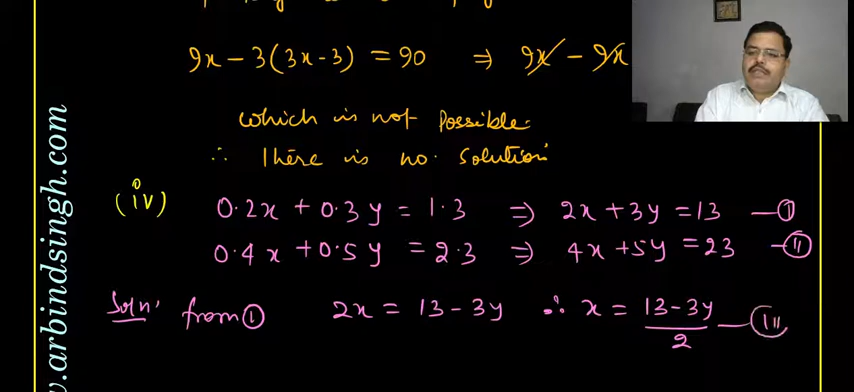 9x - 3(3x-3) = 90 ⇒ 9x - 9x
which is not possible.
∴ There is no solution
(iv) 0.2x + 0.3y = 1.3 ⇒ 2x + 3y = 13 — (I)
0.4x + 0.5y = 2.3 ⇒ 4x + 5y = 23 — (II)
Soln. from (I) 2x = 13 - 3y ∴ x = (13 - 3y)/2 — (III)
w.arbindsingh.com